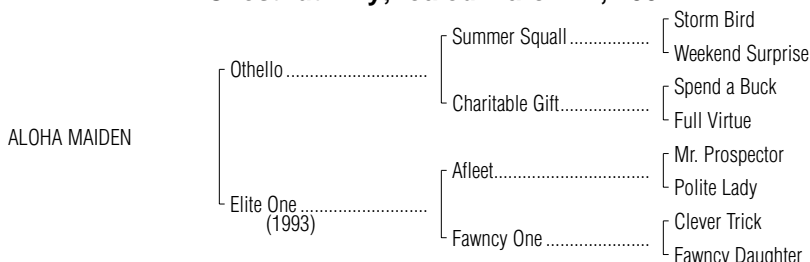 Storm Bird
Summer Squall
Weekend Surprise
Othello
Spend a Buck
Charitable Gift
Full Virtue
ALOHA MAIDEN
Mr. Prospector
Afleet
Polite Lady
Elite One
(1993)
Clever Trick
Fawncy One
Fawncy Daughter